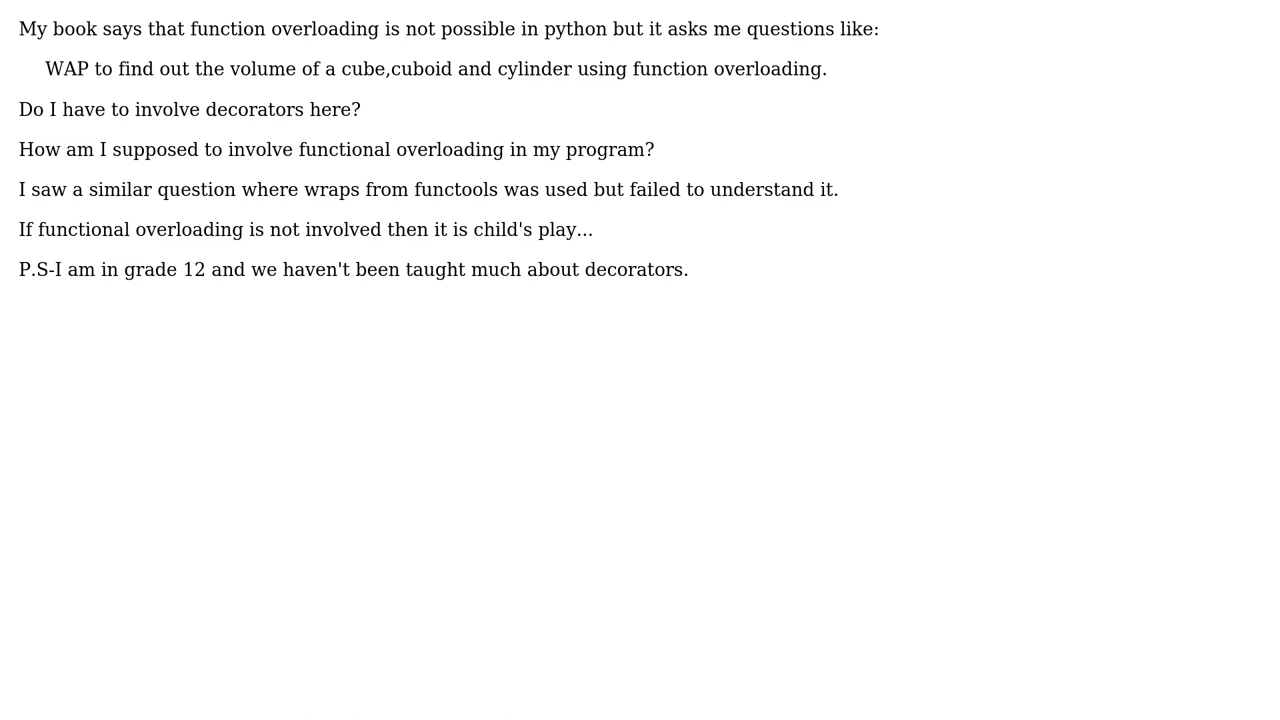 My book says that function overloading is not possible in python but it asks me questions like:
WAP to find out the volume of a cube,cuboid and cylinder using function overloading.
Do I have to involve decorators here?
How am I supposed to involve functional overloading in my program?
I saw a similar question where wraps from functools was used but failed to understand it.
If functional overloading is not involved then it is child's play...
P.S-I am in grade 12 and we haven't been taught much about decorators.